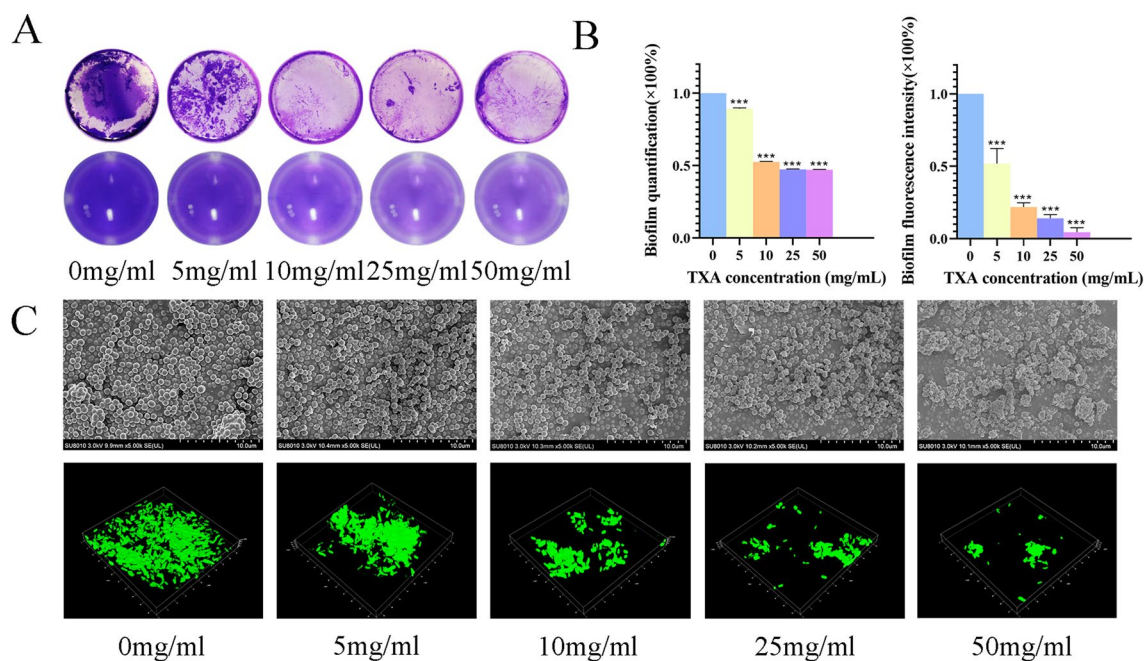 A
0mg/ml 5mg/ml 10mg/ml 25mg/ml 50mg/ml
B
Biofilm quantification(×100%)
1.0
0.5
0.0
***
***
***
***
0 5 10 25 50
TXA concentration (mg/mL)
Biofilm fluorescence intensity(×100%)
1.0
0.5
0.0
***
***
***
***
0 5 10 25 50
TXA concentration (mg/mL)
C
SU8010 3.0kV 9.9mm x5.00k SE(UL) 10.0um
SU8010 3.0kV 10.4mm x5.00k SE(UL) 10.0um
SU8010 3.0kV 10.3mm x5.00k SE(UL) 10.0um
SU8010 3.0kV 10.2mm x5.00k SE(UL) 10.0um
SU8010 3.0kV 10.1mm x5.00k SE(UL) 10.0um
0mg/ml 5mg/ml 10mg/ml 25mg/ml 50mg/ml